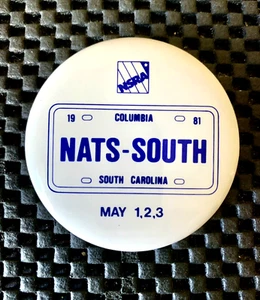 NSRA
19 COLUMBIA 81
NATS-SOUTH
SOUTH CAROLINA
MAY 1,2,3